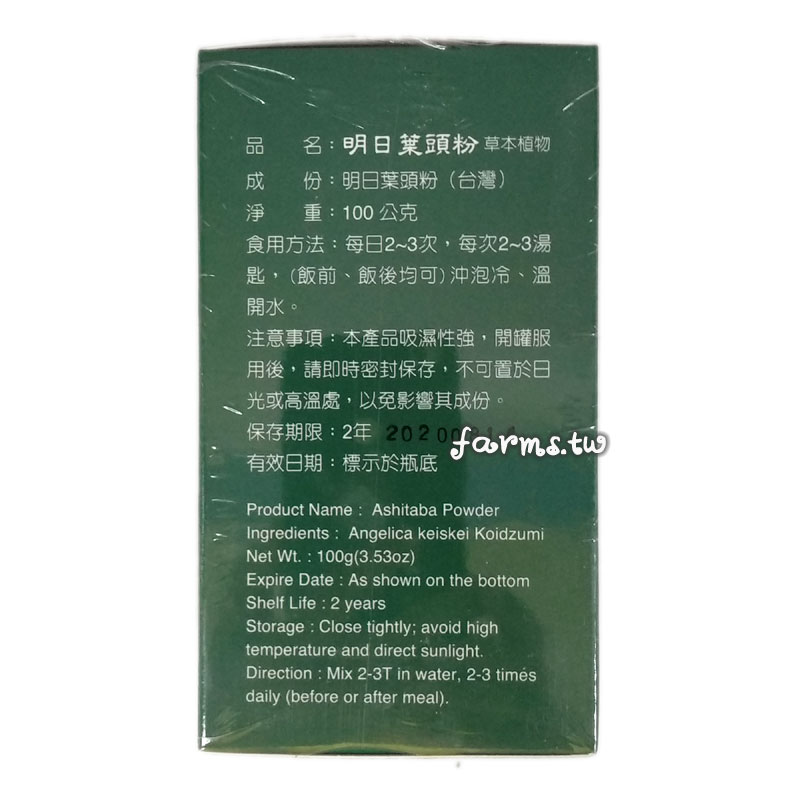 品　　名：明日葉頭粉 草本植物
成　　份：明日葉頭粉（台灣）
淨　　重：100 公克
食用方法：每日2~3次，每次2~3湯
匙，(飯前、飯後均可)沖泡冷、溫
開水。
注意事項：本產品吸濕性強，開罐服
用後，請即時密封保存，不可置於日
光或高溫處，以免影響其成份。
保存期限：2年
farms.tw
有效日期：標示於瓶底
Product Name : Ashitaba Powder
Ingredients : Angelica keiskei Koidzumi
Net Wt. : 100g(3.53oz)
Expire Date : As shown on the bottom
Shelf Life : 2 years
Storage : Close tightly; avoid high
temperature and direct sunlight.
Direction : Mix 2-3T in water, 2-3 times
daily (before or after meal).